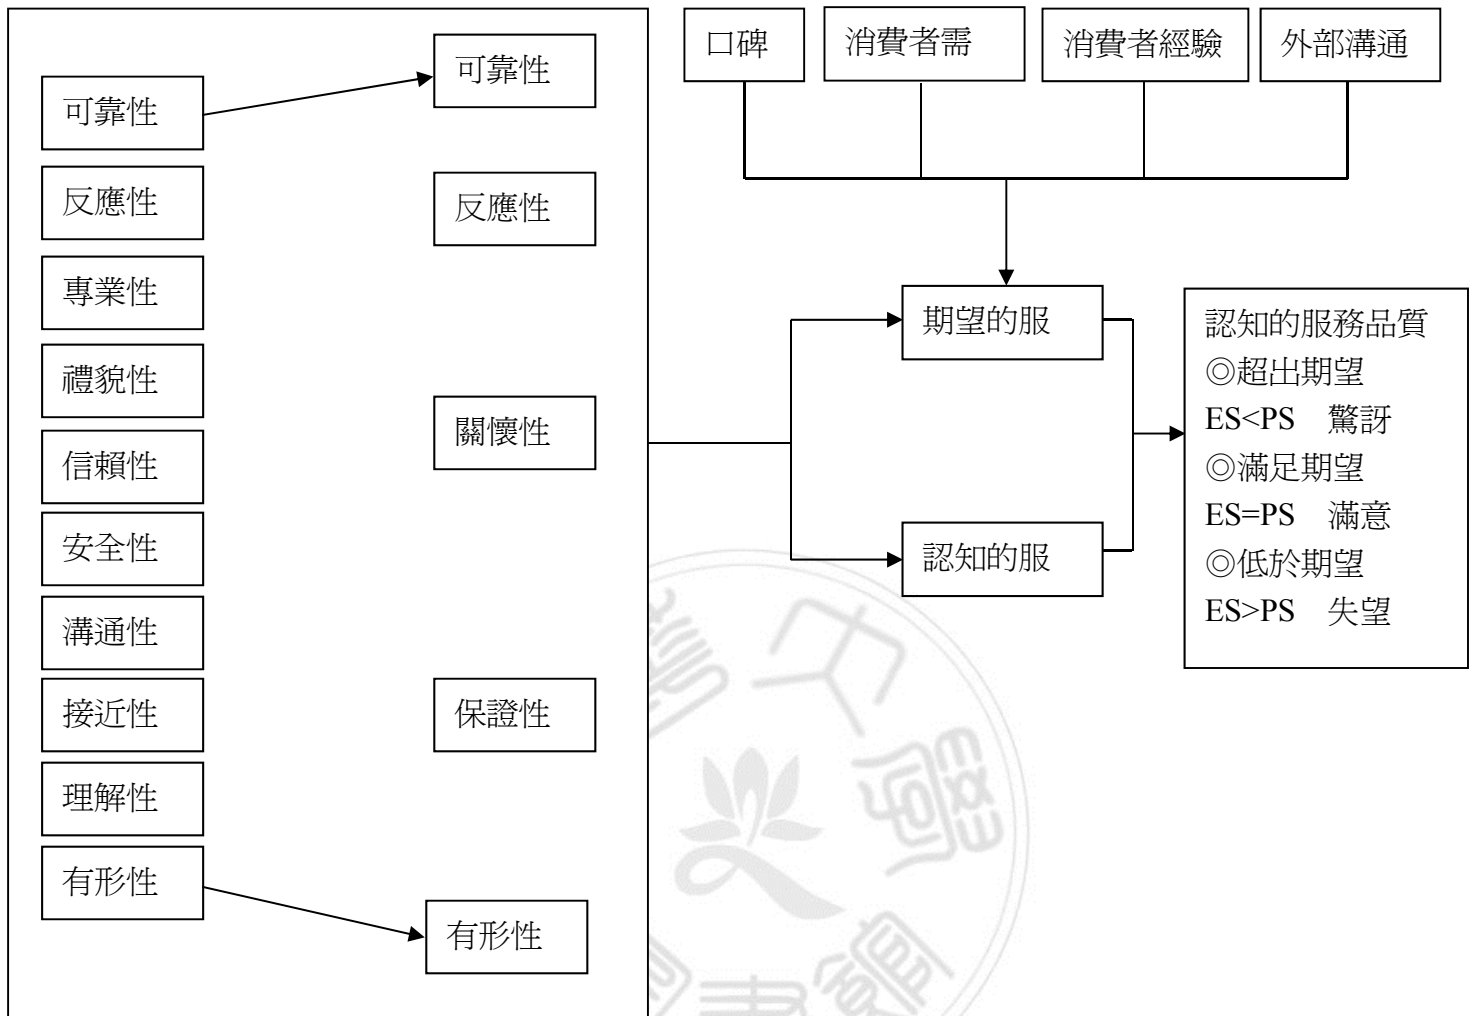 可靠性
反應性
專業性
禮貌性
信賴性
安全性
溝通性
接近性
理解性
有形性
可靠性
反應性
關懷性
保證性
有形性
口碑
消費者需
消費者經驗
外部溝通
期望的服
認知的服
認知的服務品質
◎超出期望
ES<PS 驚訝
◎滿足期望
ES=PS 滿意
◎低於期望
ES>PS 失望